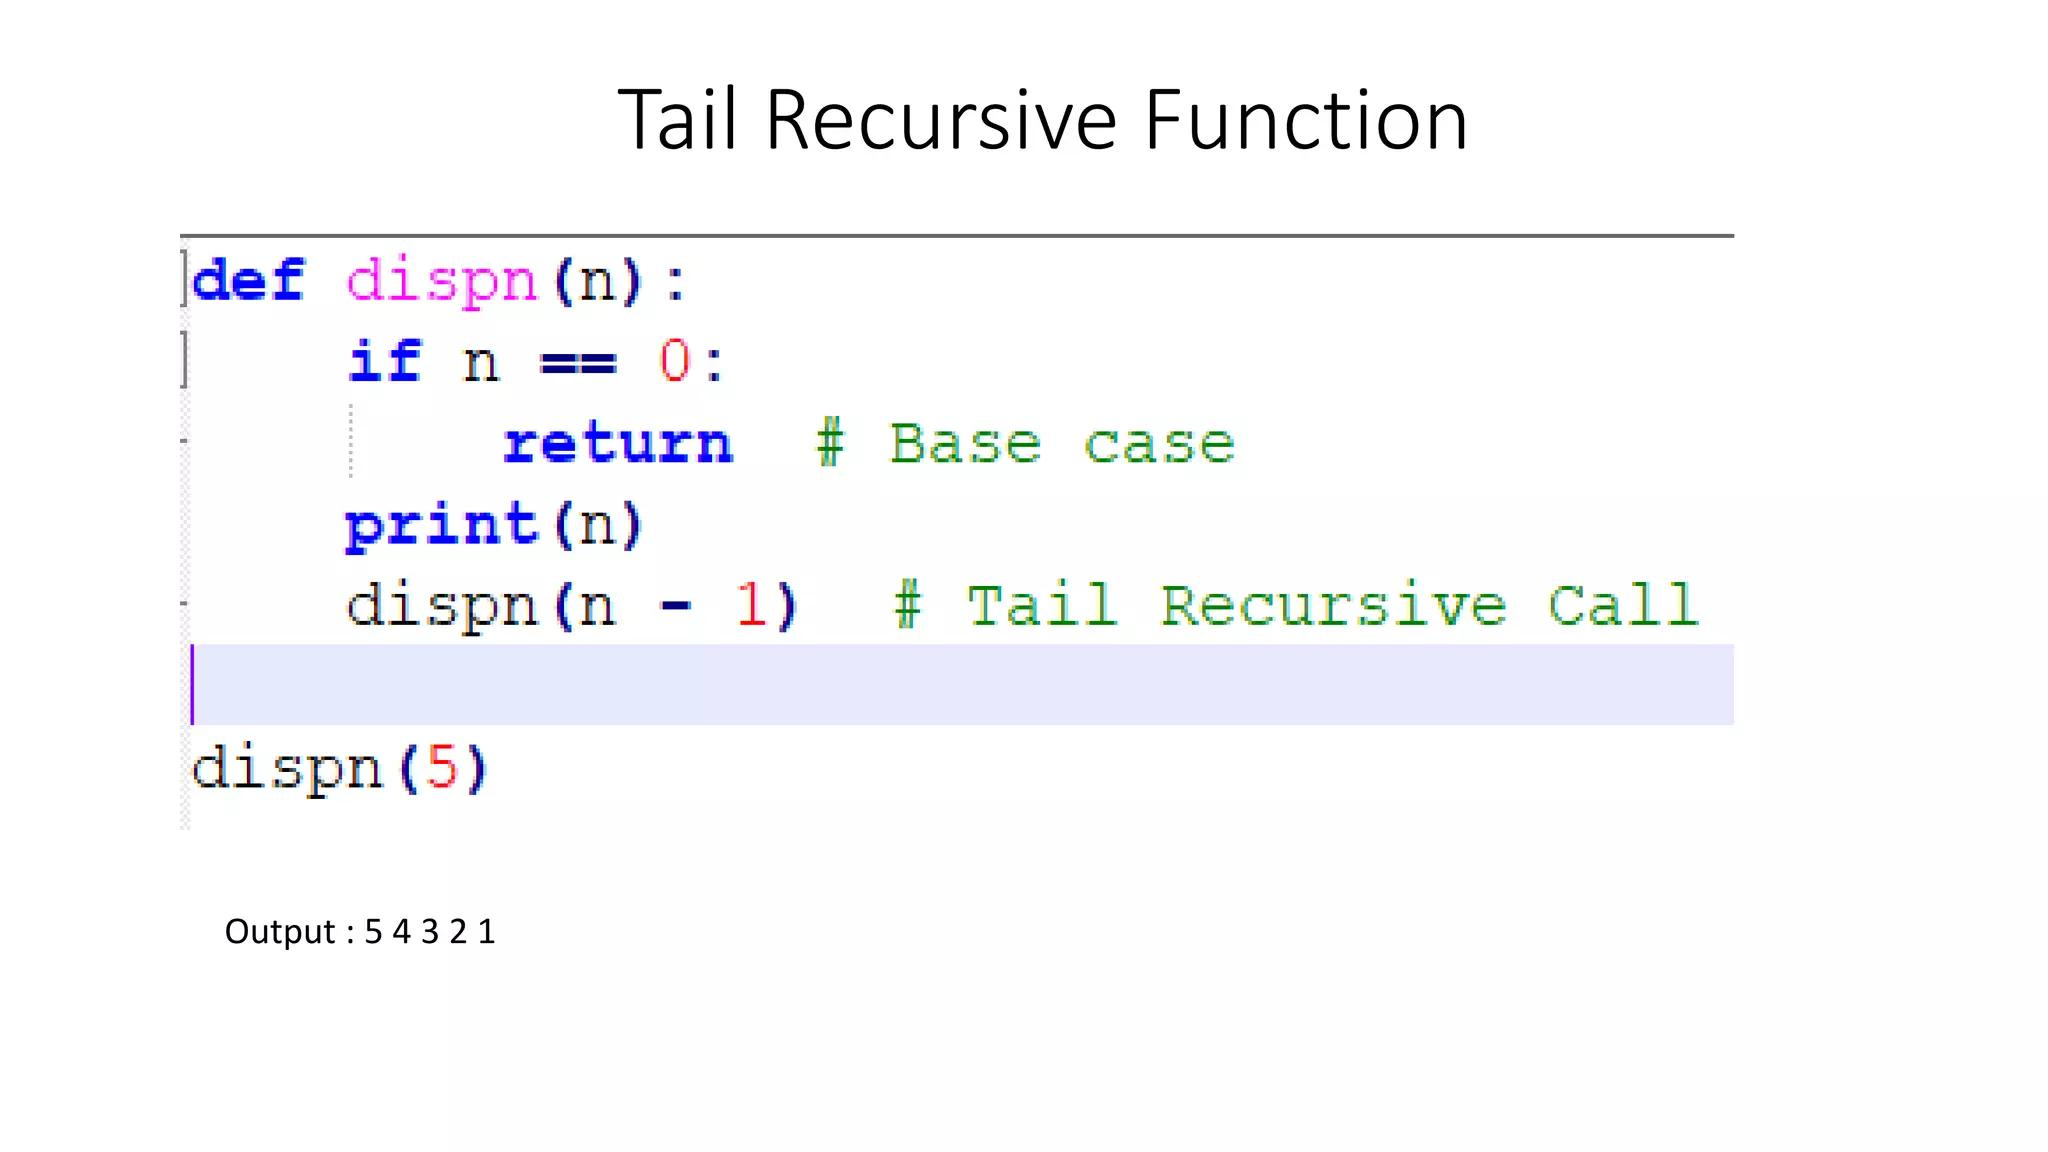 Tail Recursive Function
def dispn(n):
    if n == 0:
        return  # Base case
    print(n)
    dispn(n - 1)  # Tail Recursive Call
dispn(5)
Output : 5 4 3 2 1